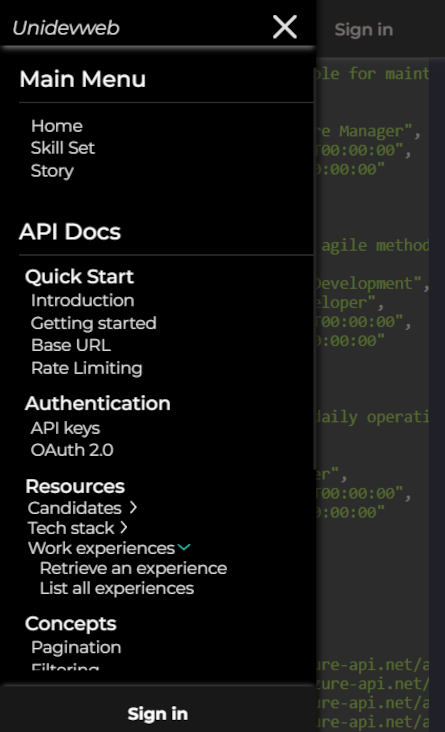 Unidevweb
Sign in
Main Menu
Home
Skill Set
Story
API Docs
Quick Start
Introduction
Getting started
Base URL
Rate Limiting
Authentication
API keys
OAuth 2.0
Resources
Candidates
Tech stack
Work experiences
Retrieve an experience
List all experiences
Concepts
Pagination
Filtering
Sign in
ble for maint
re Manager",
T00:00:00",
0:00:00"
agile method
Development",
eloper",
T00:00:00",
0:00:00"
daily operati
er",
T00:00:00",
0:00:00"
ure-api.net/a
zure-api.net/
ure-api.net/a
ure-api.net/a